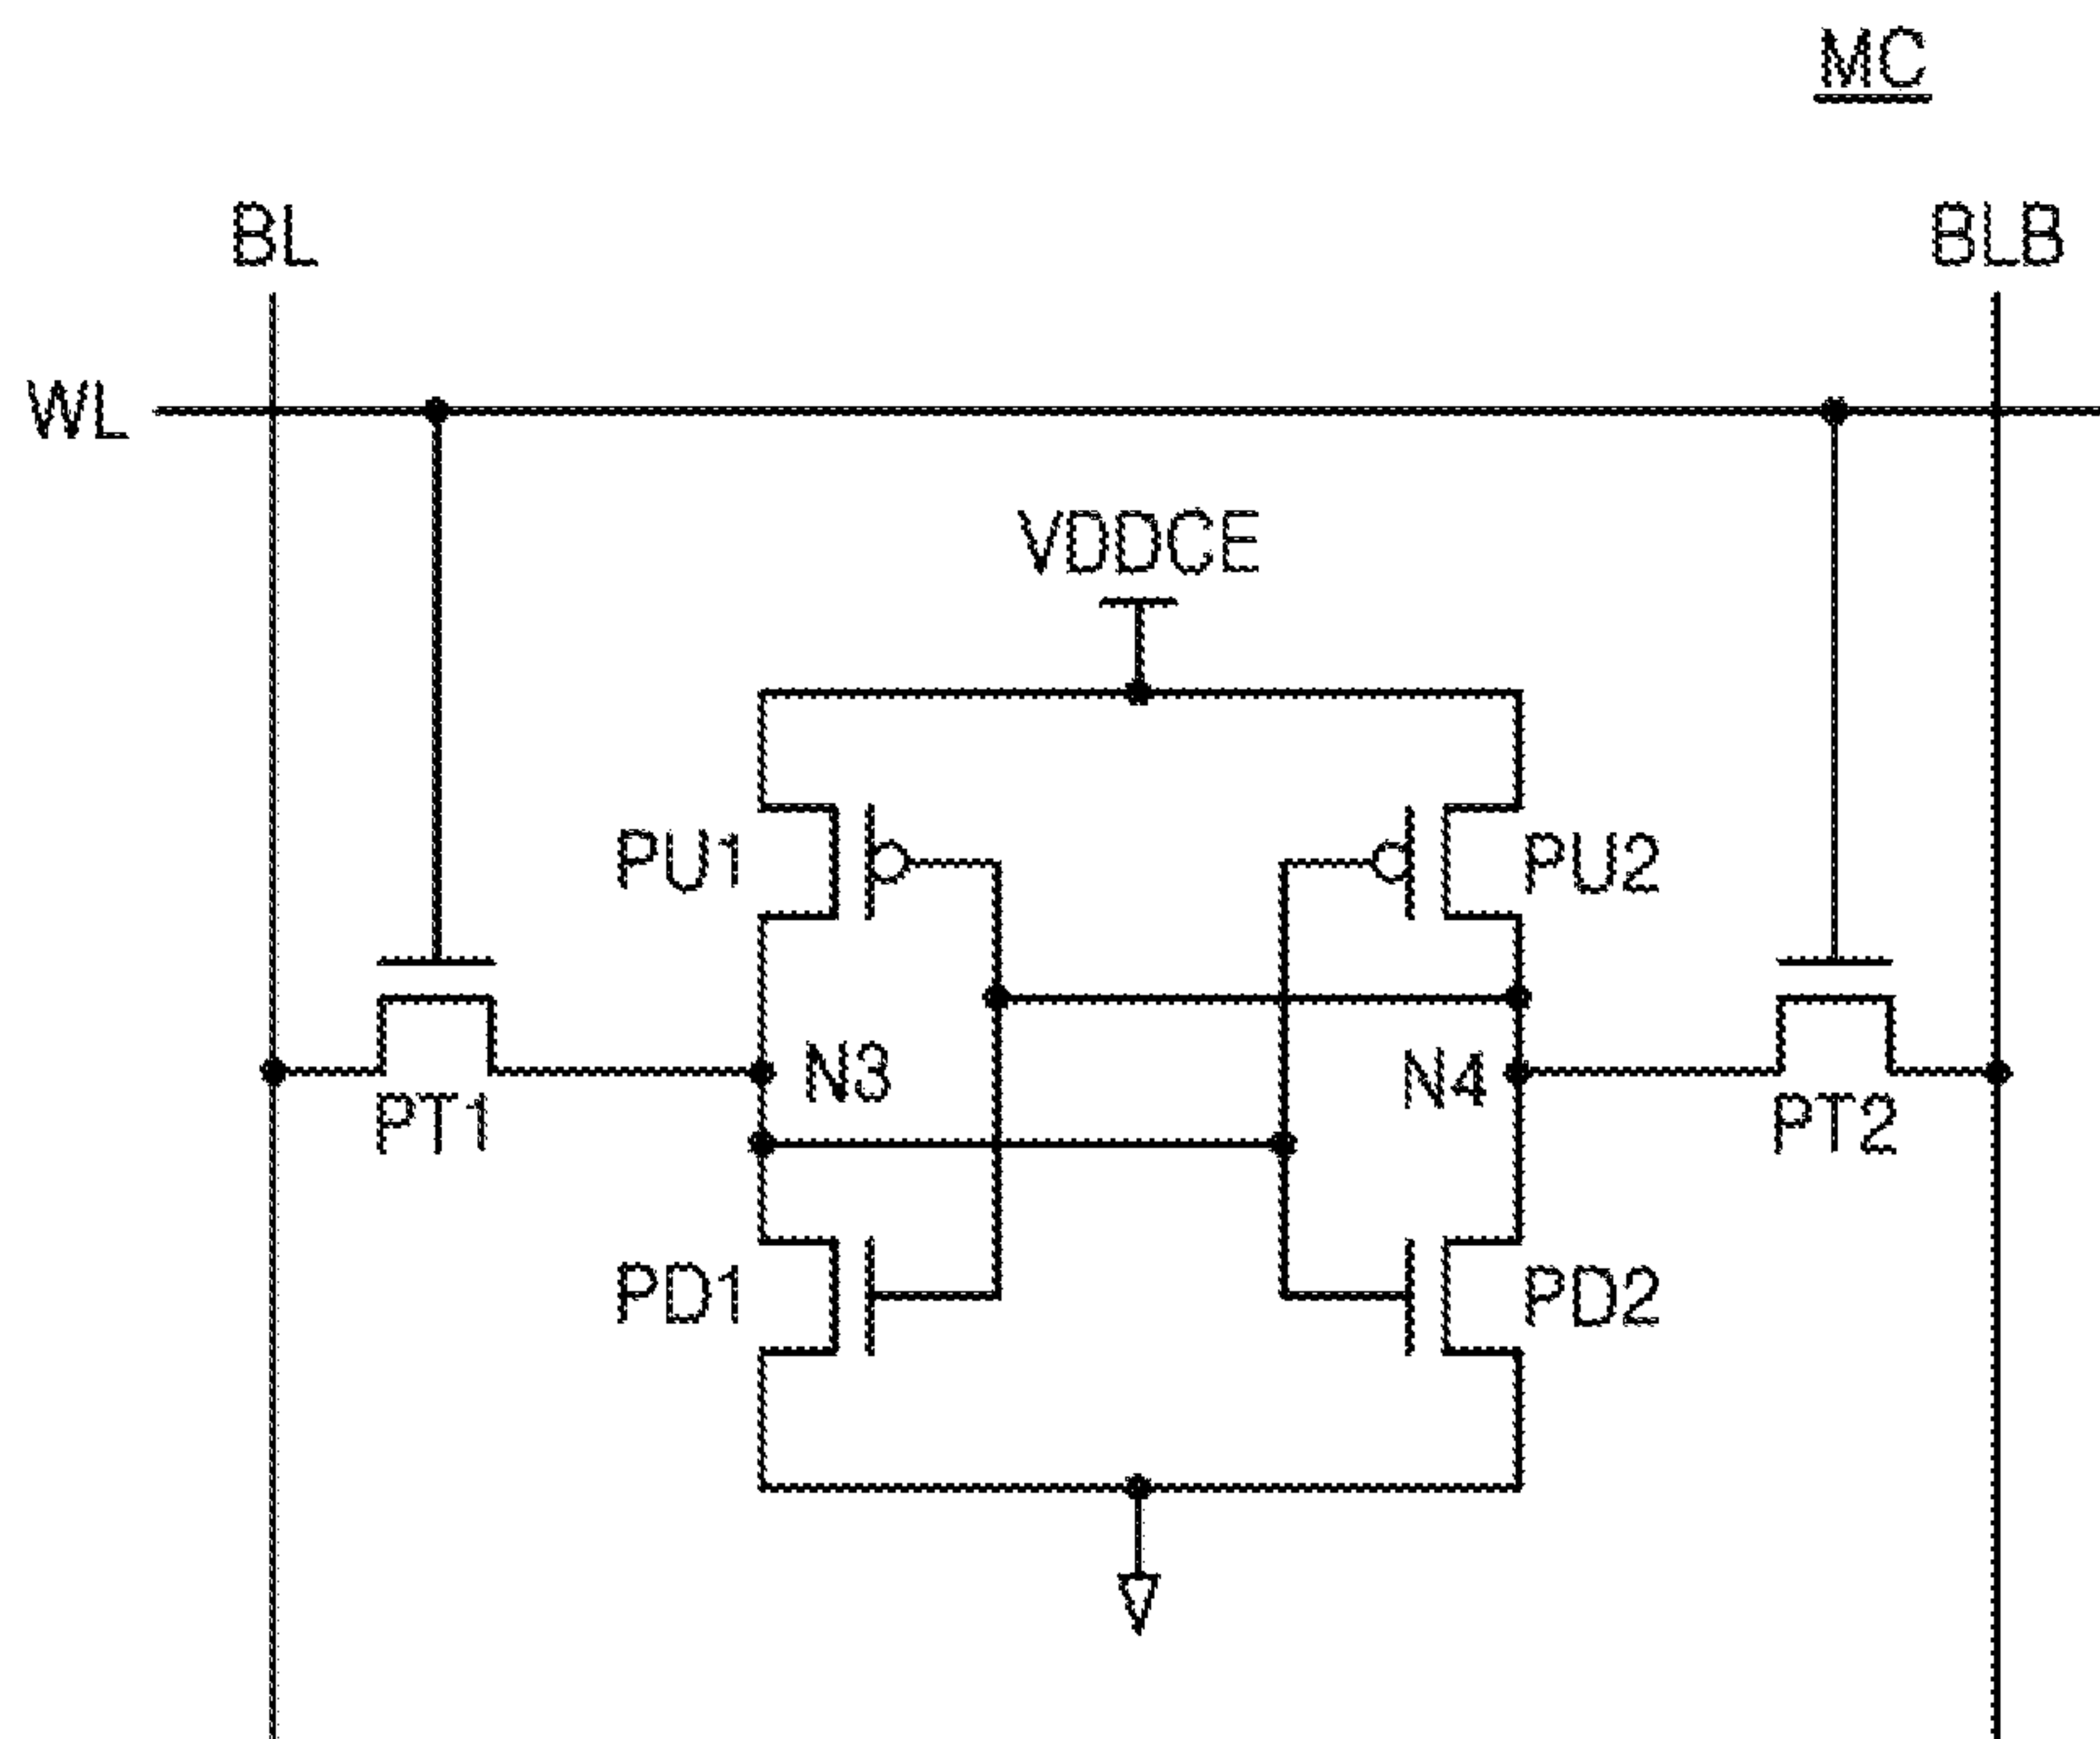 MC
BL
BLB
WL
VDDCE
PU1
PU2
N3
N4
PT1
PT2
PD1
PD2